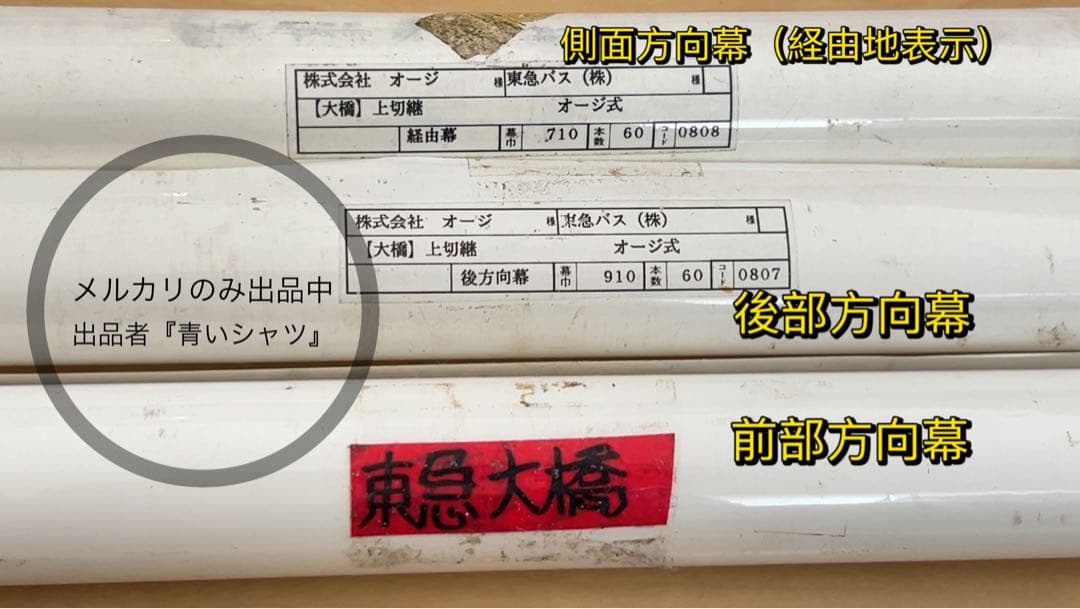 側面方向幕（経由地表示）
株式会社 オージ 様 東急バス（株） 様
【大橋】上切継 オージ式
経由幕 幕巾 710 本数 60 コード 0808
株式会社 オージ 様 東急バス（株） 様
【大橋】上切継 オージ式
後方向幕 幕巾 910 本数 60 コード 0807
メルカリのみ出品中
出品者『青いシャツ』
後部方向幕
前部方向幕
東急大橋